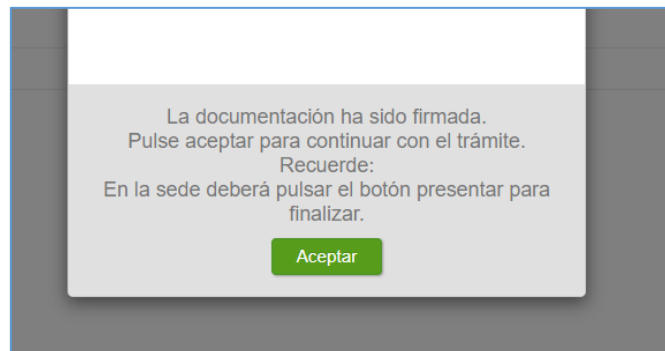 La documentación ha sido firmada.
Pulse aceptar para continuar con el trámite.
Recuerde:
En la sede deberá pulsar el botón presentar para
finalizar.
Aceptar